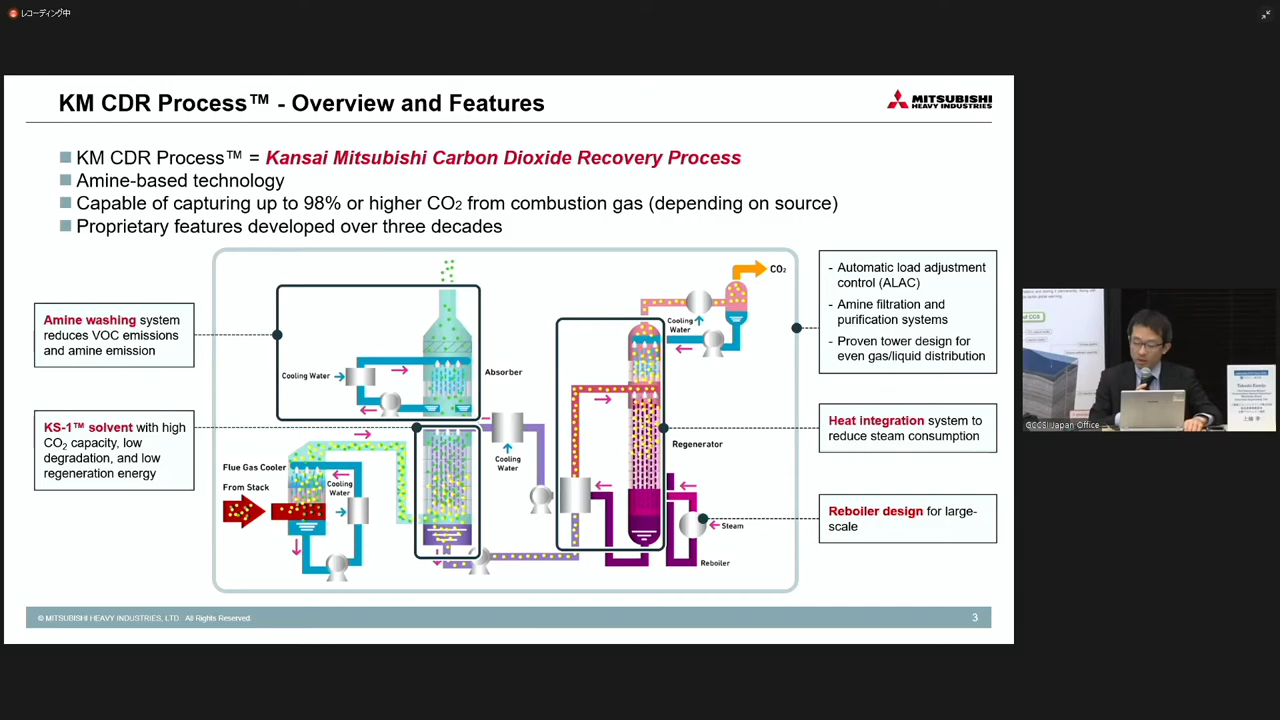 レコーディング中
KM CDR Process™ - Overview and Features
MITSUBISHI
HEAVY INDUSTRIES
KM CDR Process™ = Kansai Mitsubishi Carbon Dioxide Recovery Process
Amine-based technology
Capable of capturing up to 98% or higher CO2 from combustion gas (depending on source)
Proprietary features developed over three decades
Amine washing system
reduces VOC emissions
and amine emission
KS-1™ solvent with high
CO2 capacity, low
degradation, and low
regeneration energy
Cooling Water
Absorber
Flue Gas Cooler
From Stack
Cooling
Water
Cooling
Water
CO₂
Cooling
Water
Regenerator
Steam
Reboiler
- Automatic load adjustment
control (ALAC)
- Amine filtration and
purification systems
- Proven tower design for
even gas/liquid distribution
Heat integration system to
reduce steam consumption
Reboiler design for large-
scale
© MITSUBISHI HEAVY INDUSTRIES, LTD. All Rights Reserved.
3
GCCSI Japan Office